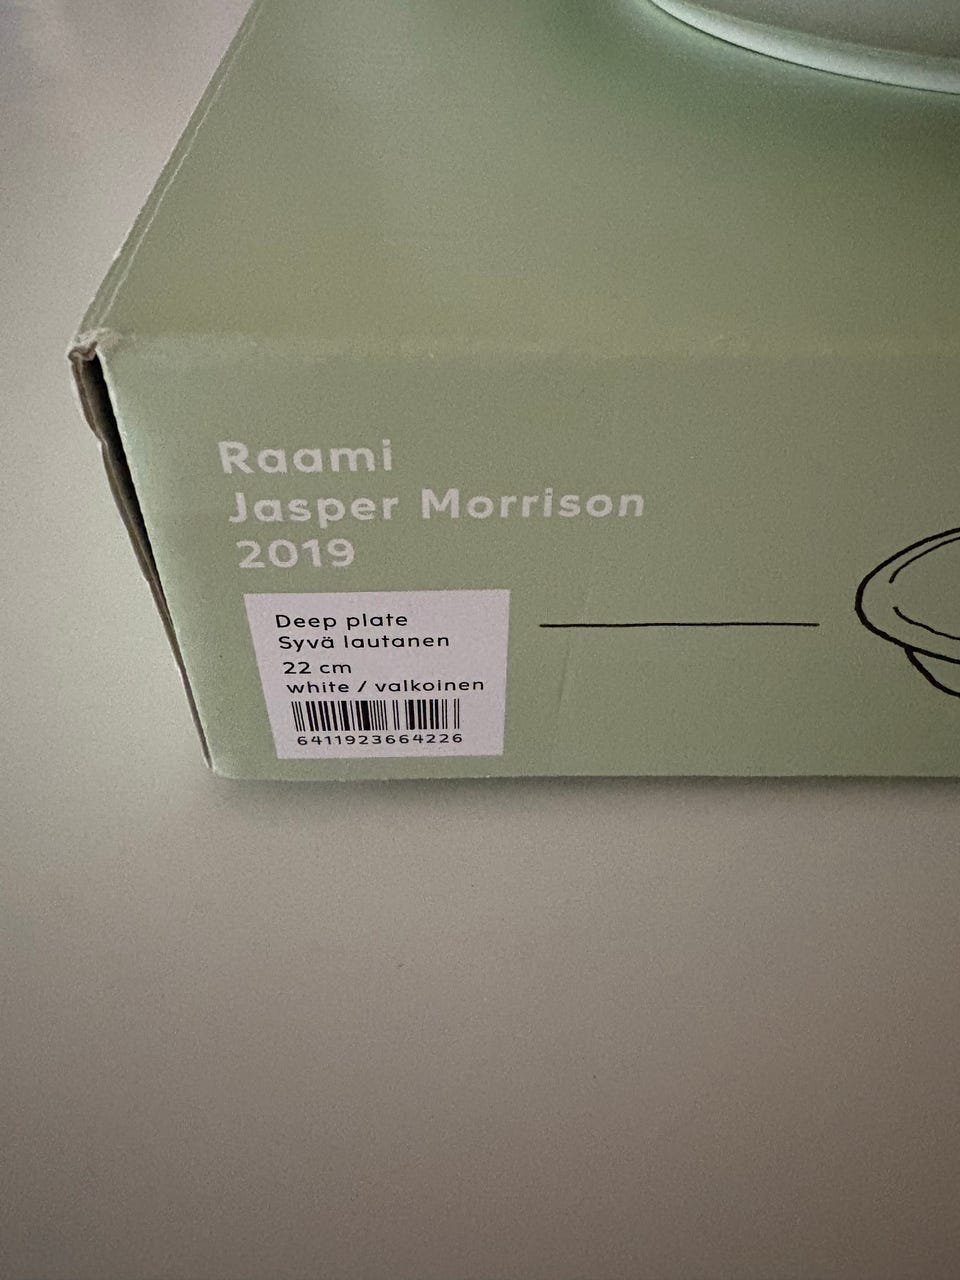 Raami
Jasper Morrison
2019
Deep plate
Syvä lautanen
22 cm
white / valkoinen
6411923664226